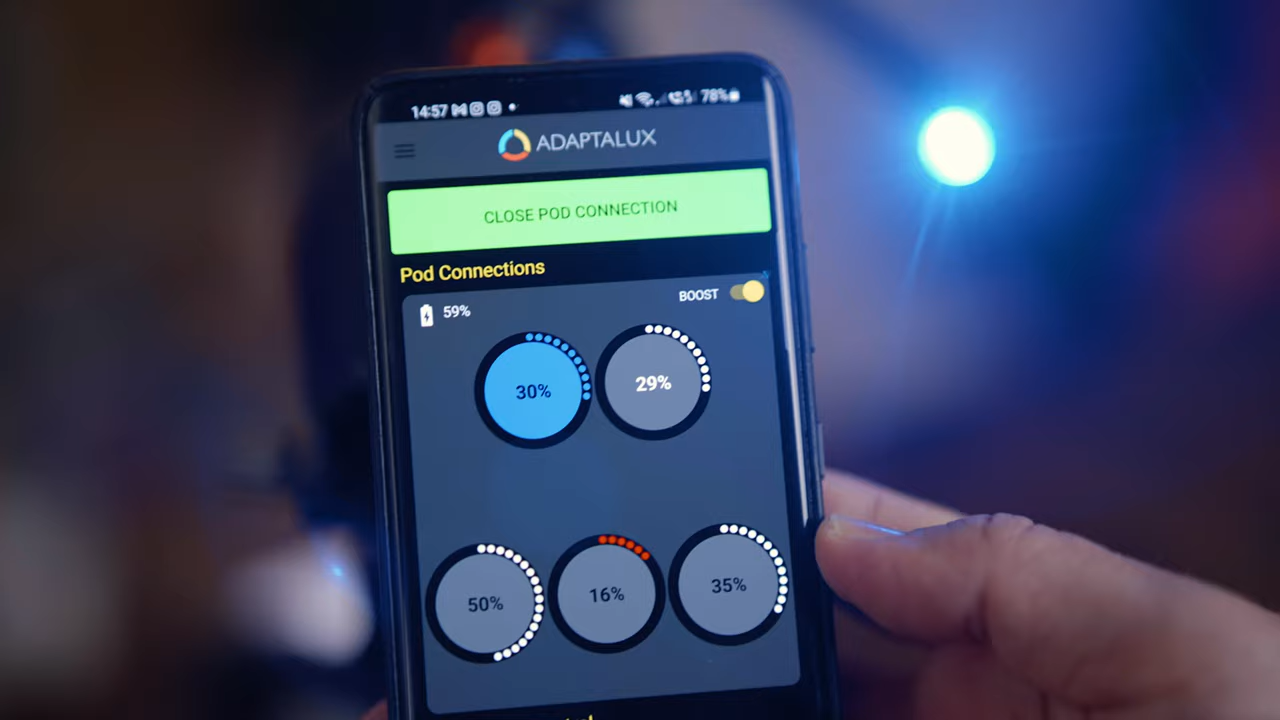 14:57 78%
ADAPTALUX
CLOSE POD CONNECTION
Pod Connections
59% BOOST
30% 29%
50% 16% 35%